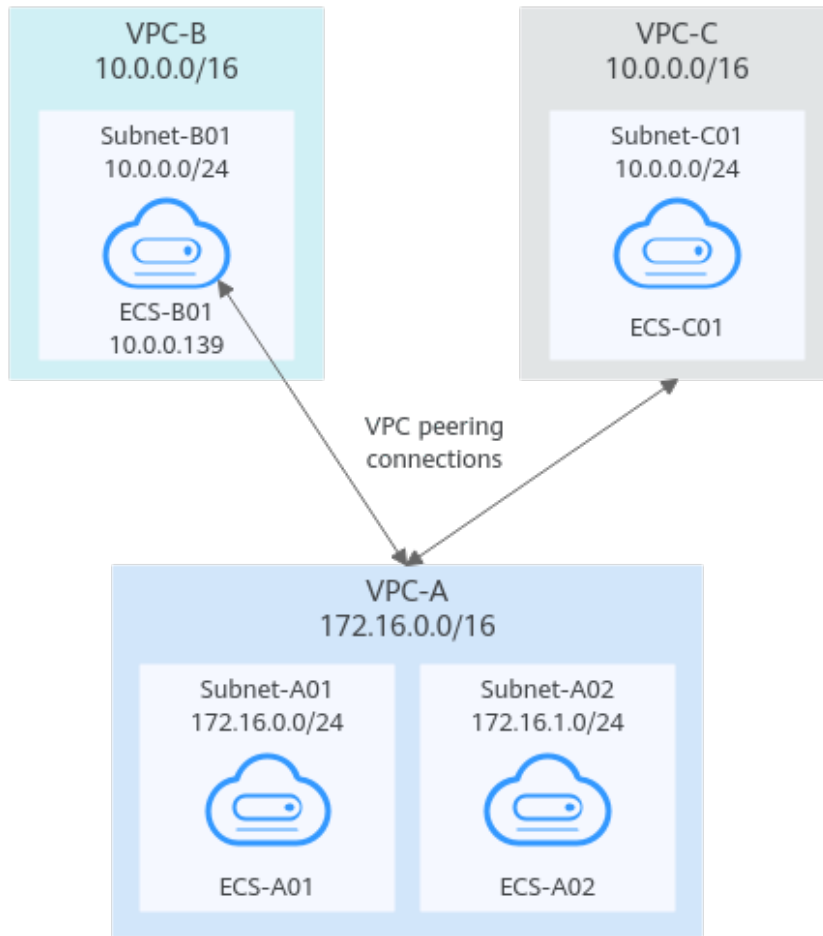 VPC-B
10.0.0.0/16
Subnet-B01
10.0.0.0/24
ECS-B01
10.0.0.139
VPC-C
10.0.0.0/16
Subnet-C01
10.0.0.0/24
ECS-C01
VPC peering
connections
VPC-A
172.16.0.0/16
Subnet-A01
172.16.0.0/24
ECS-A01
Subnet-A02
172.16.1.0/24
ECS-A02